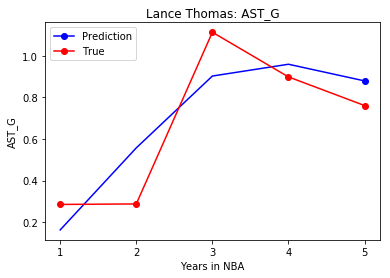 Lance Thomas: AST_G
Prediction
True
AST_G
1.0
0.8
0.6
0.4
0.2
1 2 3 4 5
Years in NBA